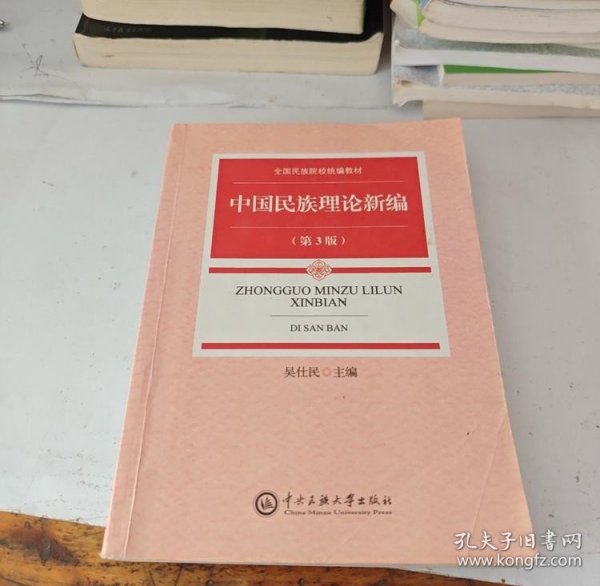 全国民族院校统编教材
中国民族理论新编
（第3版）
ZHONGGUO MINZU LILUN
XINBIAN
DI SAN BAN
吴仕民 主编
中央民族大学出版社
China Minzu University Press
孔夫子旧书网
www.kongfz.com